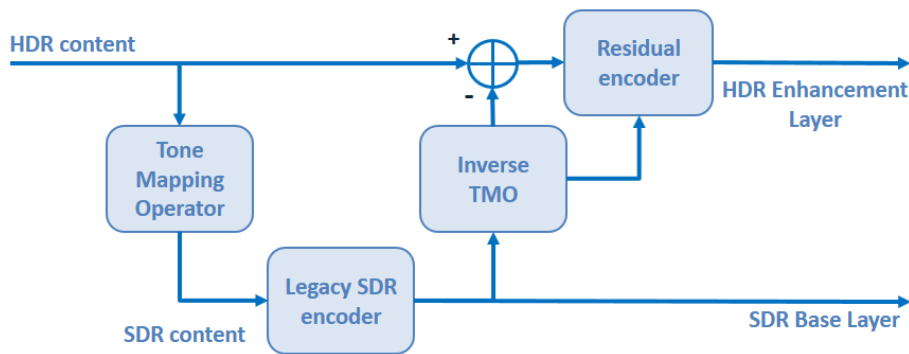 HDR content
+
-
Residual
encoder
HDR Enhancement
Layer
Tone
Mapping
Operator
Inverse
TMO
Legacy SDR
encoder
SDR content
SDR Base Layer